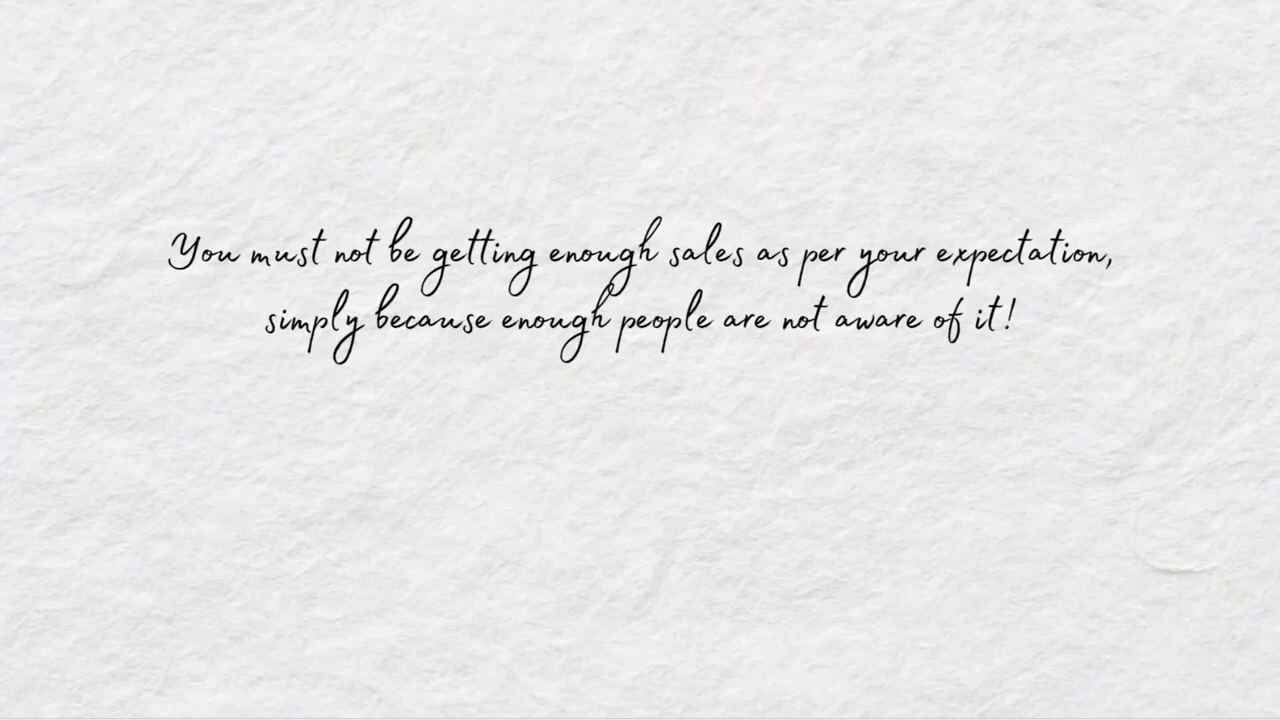 You must not be getting enough sales as per your expectation,
simply because enough people are not aware of it!